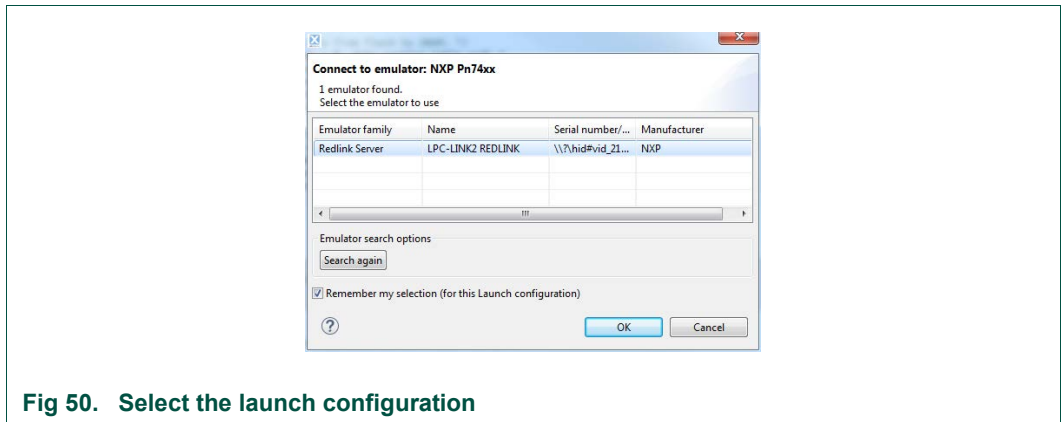 Connect to emulator: NXP Pn74xx
1 emulator found.
Select the emulator to use
Emulator family Name Serial number/... Manufacturer
Redlink Server LPC-LINK2 REDLINK \\?\hid#vid_21... NXP
Emulator search options
Search again
Remember my selection (for this Launch configuration)
? OK Cancel
Fig 50. Select the launch configuration